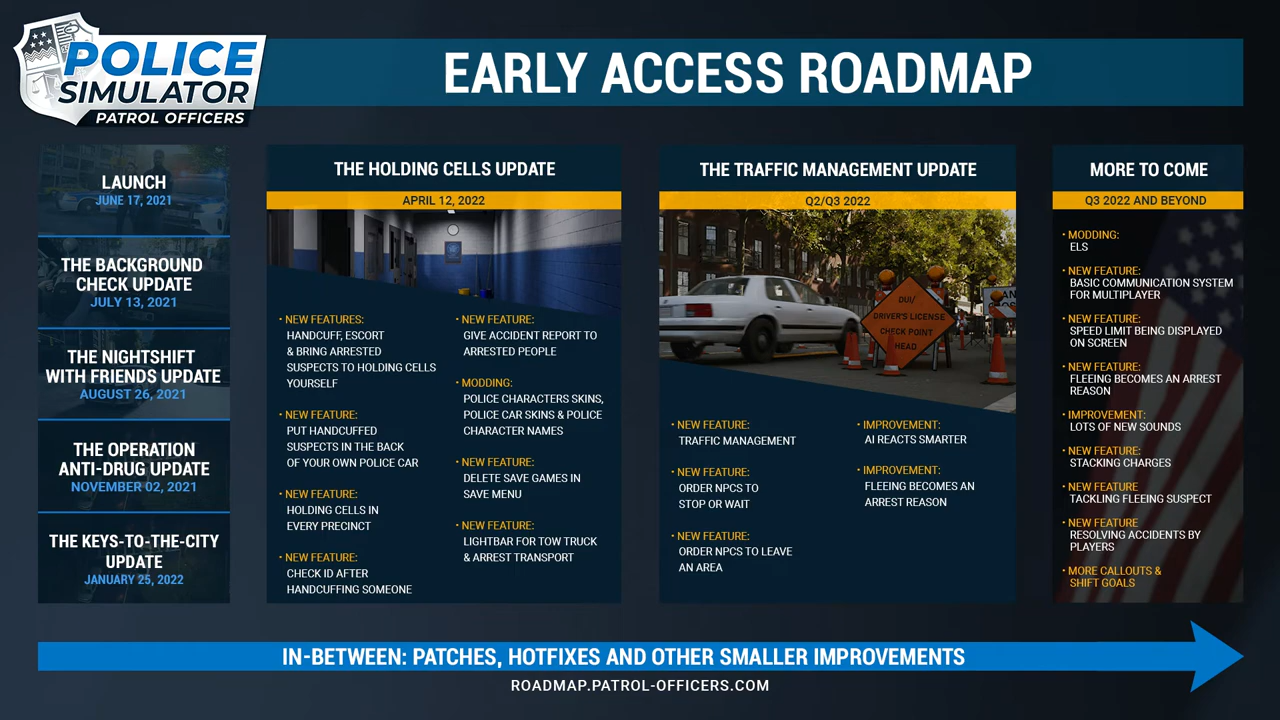 POLICE
SIMULATOR
PATROL OFFICERS
EARLY ACCESS ROADMAP
LAUNCH
JUNE 17, 2021
THE BACKGROUND
CHECK UPDATE
JULY 13, 2021
THE NIGHTSHIFT
WITH FRIENDS UPDATE
AUGUST 26, 2021
THE OPERATION
ANTI-DRUG UPDATE
NOVEMBER 02, 2021
THE KEYS-TO-THE-CITY
UPDATE
JANUARY 25, 2022
THE HOLDING CELLS UPDATE
APRIL 12, 2022
• NEW FEATURES:
HANDCUFF, ESCORT
& BRING ARRESTED
SUSPECTS TO HOLDING CELLS
YOURSELF
• NEW FEATURE:
PUT HANDCUFFED
SUSPECTS IN THE BACK
OF YOUR OWN POLICE CAR
• NEW FEATURE:
HOLDING CELLS IN
EVERY PRECINCT
• NEW FEATURE:
CHECK ID AFTER
HANDCUFFING SOMEONE
• NEW FEATURE:
GIVE ACCIDENT REPORT TO
ARRESTED PEOPLE
• MODDING:
POLICE CHARACTERS SKINS,
POLICE CAR SKINS & POLICE
CHARACTER NAMES
• NEW FEATURE:
DELETE SAVE GAMES IN
SAVE MENU
• NEW FEATURE:
LIGHTBAR FOR TOW TRUCK
& ARREST TRANSPORT
THE TRAFFIC MANAGEMENT UPDATE
Q2/Q3 2022
DUI/
DRIVER'S LICENSE
CHECK POINT
HEAD
• NEW FEATURE:
TRAFFIC MANAGEMENT
• NEW FEATURE:
ORDER NPCS TO
STOP OR WAIT
• NEW FEATURE:
ORDER NPCS TO LEAVE
AN AREA
• IMPROVEMENT:
AI REACTS SMARTER
• IMPROVEMENT:
FLEEING BECOMES AN
ARREST REASON
MORE TO COME
Q3 2022 AND BEYOND
• MODDING:
ELS
• NEW FEATURE:
BASIC COMMUNICATION SYSTEM
FOR MULTIPLAYER
• NEW FEATURE:
SPEED LIMIT BEING DISPLAYED
ON SCREEN
• NEW FEATURE:
FLEEING BECOMES AN ARREST
REASON
• IMPROVEMENT:
LOTS OF NEW SOUNDS
• NEW FEATURE:
STACKING CHARGES
• NEW FEATURE
TACKLING FLEEING SUSPECT
• NEW FEATURE
RESOLVING ACCIDENTS BY
PLAYERS
• MORE CALLOUTS &
SHIFT GOALS
IN-BETWEEN: PATCHES, HOTFIXES AND OTHER SMALLER IMPROVEMENTS
ROADMAP.PATROL-OFFICERS.COM